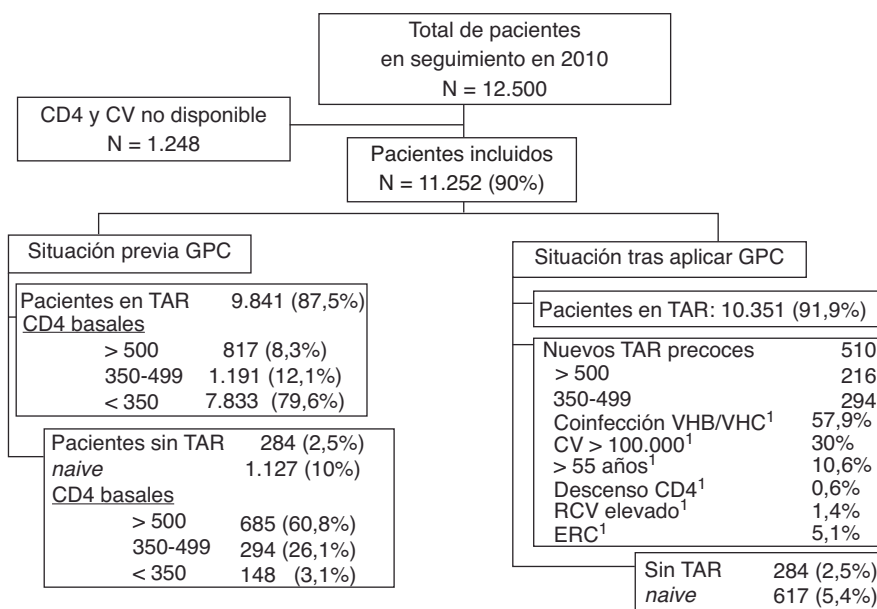 Total de pacientes
en seguimiento en 2010
N = 12.500
CD4 y CV no disponible
N = 1.248
Pacientes incluidos
N = 11.252 (90%)
Situación previa GPC
Pacientes en TAR 9.841 (87,5%)
CD4 basales
> 500 817 (8,3%)
350-499 1.191 (12,1%)
< 350 7.833 (79,6%)
Pacientes sin TAR 284 (2,5%)
naive 1.127 (10%)
CD4 basales
> 500 685 (60,8%)
350-499 294 (26,1%)
< 350 148 (3,1%)
Situación tras aplicar GPC
Pacientes en TAR: 10.351 (91,9%)
Nuevos TAR precoces 510
> 500 216
350-499 294
Coinfección VHB/VHC¹ 57,9%
CV > 100.000¹ 30%
> 55 años¹ 10,6%
Descenso CD4¹ 0,6%
RCV elevado¹ 1,4%
ERC¹ 5,1%
Sin TAR 284 (2,5%)
naive 617 (5,4%)